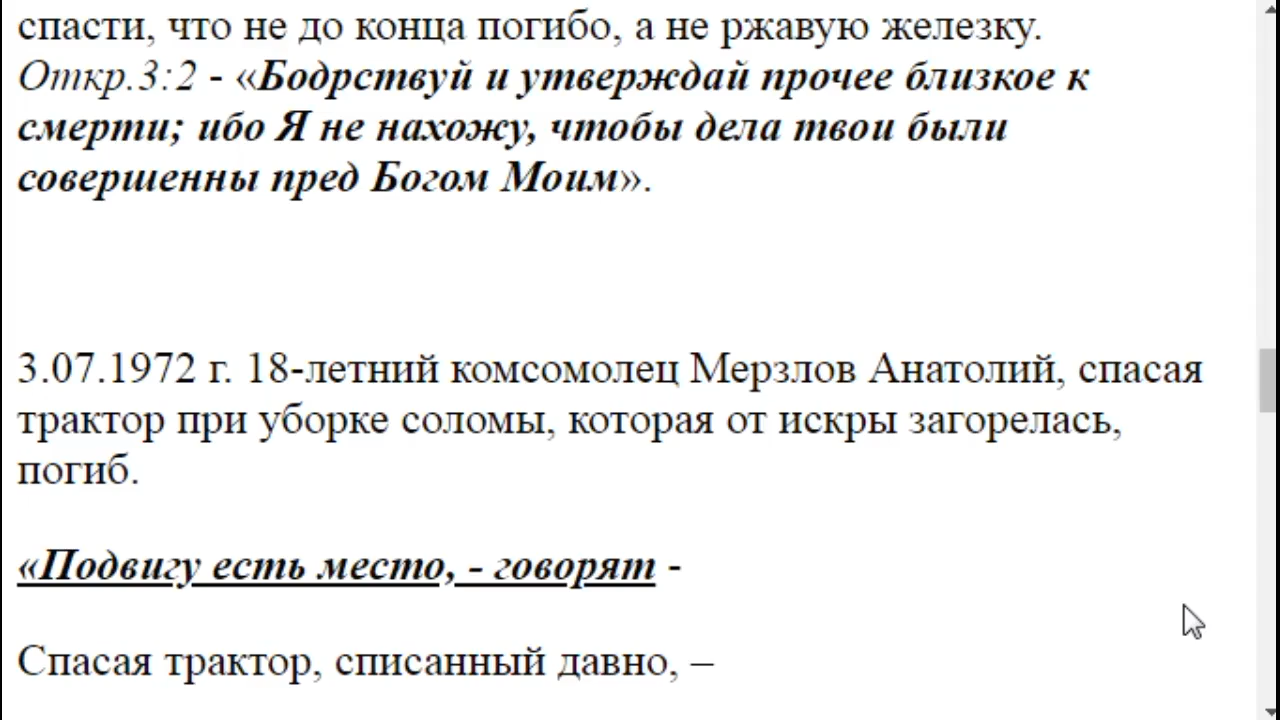 спасти, что не до конца погибо, а не ржавую железку.
Откр.3:2 - «Бодрствуй и утверждай прочее близкое к
смерти; ибо Я не нахожу, чтобы дела твои были
совершенны пред Богом Моим».
3.07.1972 г. 18-летний комсомолец Мерзлов Анатолий, спасая
трактор при уборке соломы, которая от искры загорелась,
погиб.
«Подвигу есть место, - говорят -
Спасая трактор, списанный давно, –